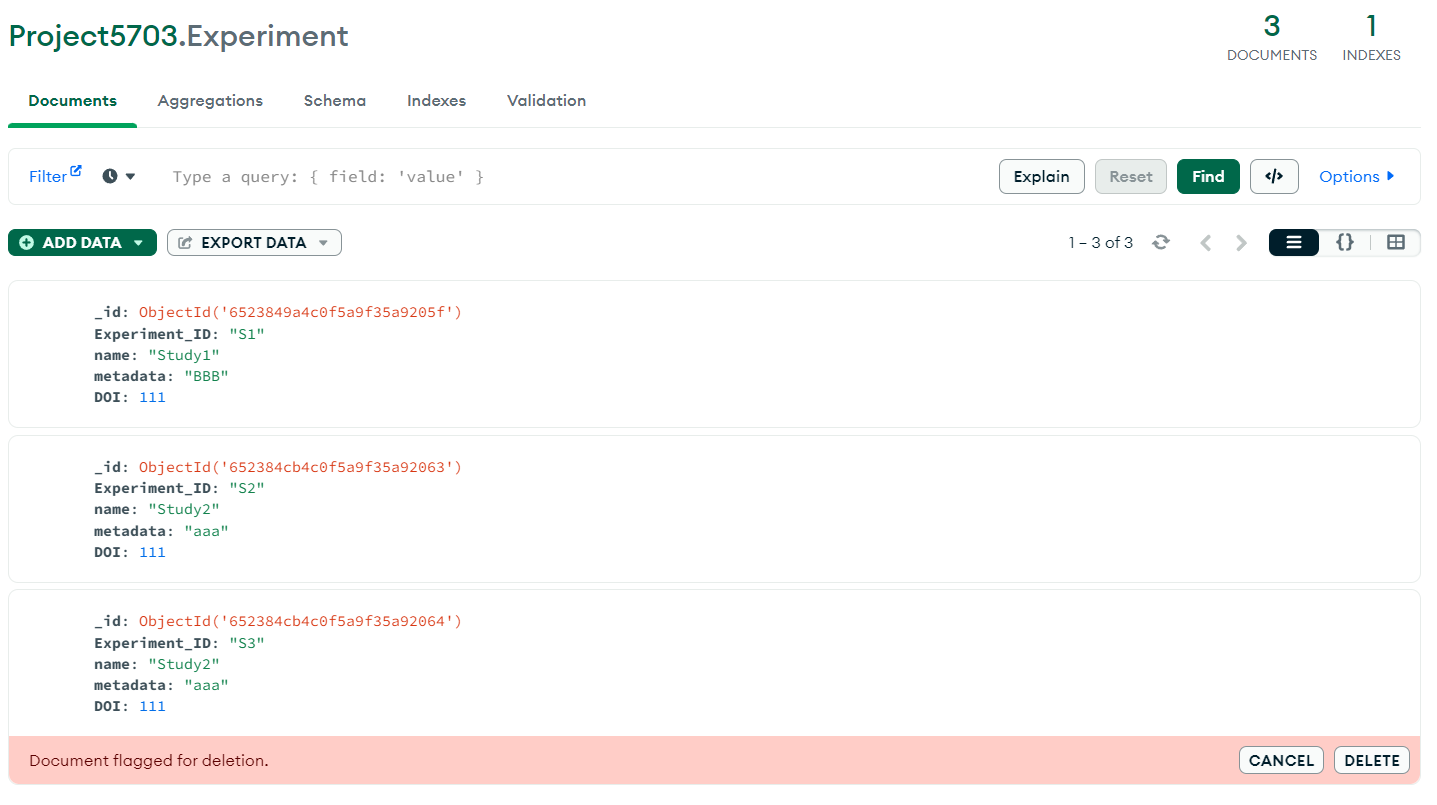 Project5703.Experiment
3
DOCUMENTS
1
INDEXES
Documents Aggregations Schema Indexes Validation
Filter Type a query: { field: 'value' } Explain Reset Find </> Options
ADD DATA EXPORT DATA 1 – 3 of 3 {}
_id: ObjectId('6523849a4c0f5a9f35a9205f')
Experiment_ID: "S1"
name: "Study1"
metadata: "BBB"
DOI: 111
_id: ObjectId('652384cb4c0f5a9f35a92063')
Experiment_ID: "S2"
name: "Study2"
metadata: "aaa"
DOI: 111
_id: ObjectId('652384cb4c0f5a9f35a92064')
Experiment_ID: "S3"
name: "Study2"
metadata: "aaa"
DOI: 111
Document flagged for deletion. CANCEL DELETE